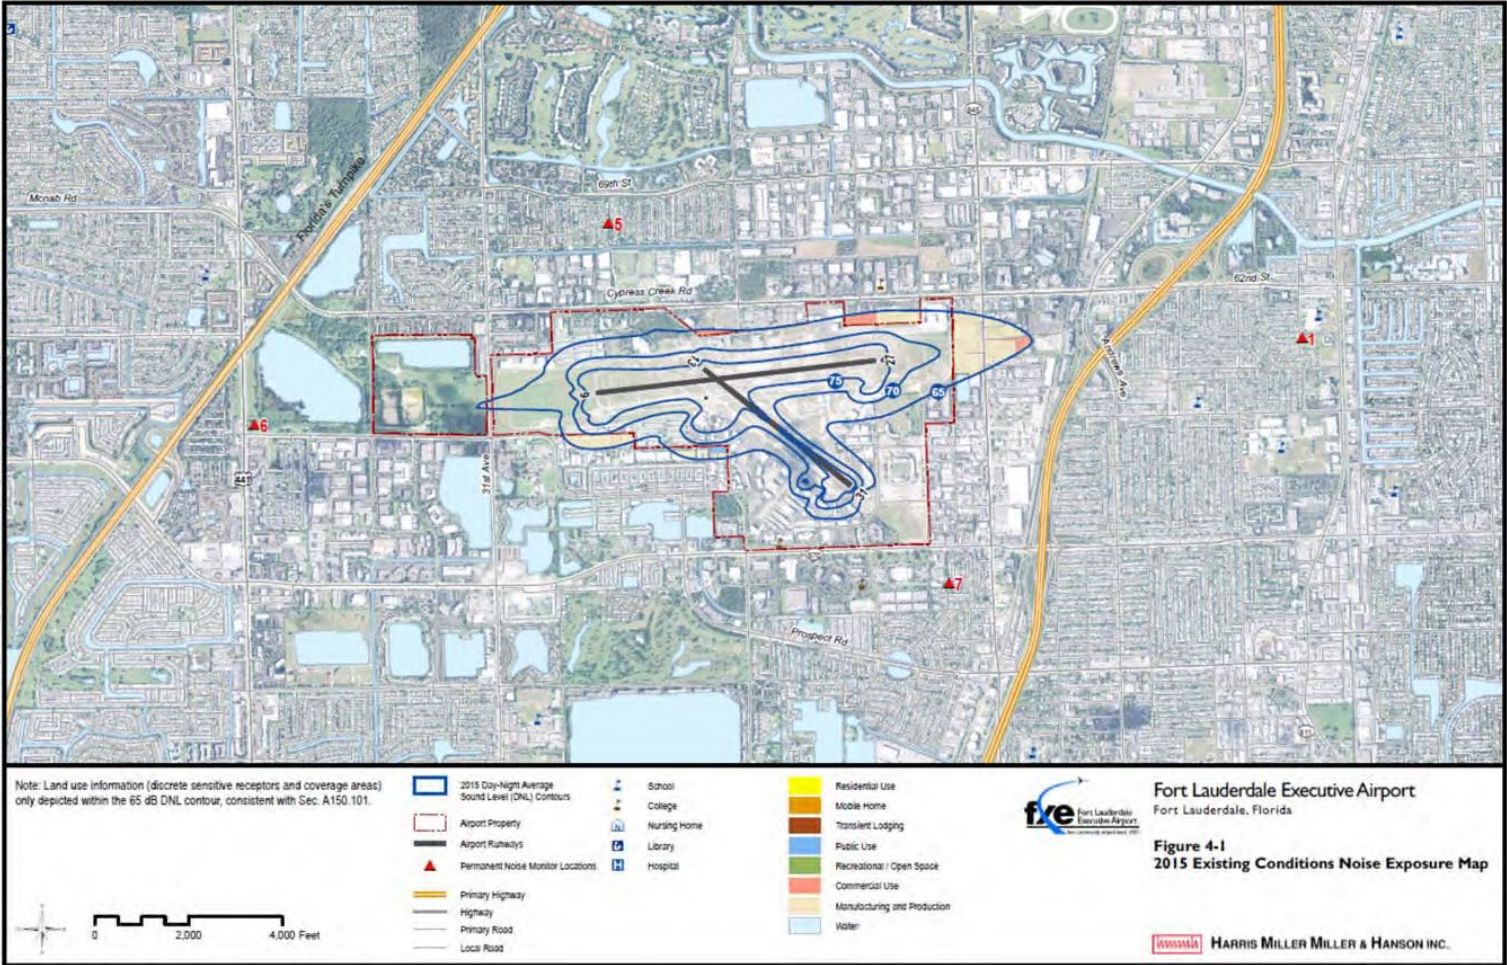 Mcnab Rd
Florida's Turnpike
69th St
5
845
Cypress Creek Rd
62nd St
Andrews Ave
1
6
441
31st Ave
9
13
27
31
75
70
65
7
Prospect Rd
811
Note: Land use information (discrete sensitive receptors and coverage areas)
only depicted within the 65 dB DNL contour, consistent with Sec. A150.101.
0
2,000
4,000 Feet
2015 Day-Night Average
Sound Level (DNL) Contours
Airport Property
Airport Runways
Permanent Noise Monitor Locations
Primary Highway
Highway
Primary Road
Local Road
School
College
N
Nursing Home
Library
H
Hospital
Residential Use
Mobile Home
Transient Lodging
Public Use
Recreational / Open Space
Commercial Use
Manufacturing and Production
Water
fxe
Fort Lauderdale
Executive Airport
Fort Lauderdale Executive Airport
Fort Lauderdale, Florida
Figure 4-1
2015 Existing Conditions Noise Exposure Map
hmmh
HARRIS MILLER MILLER & HANSON INC.